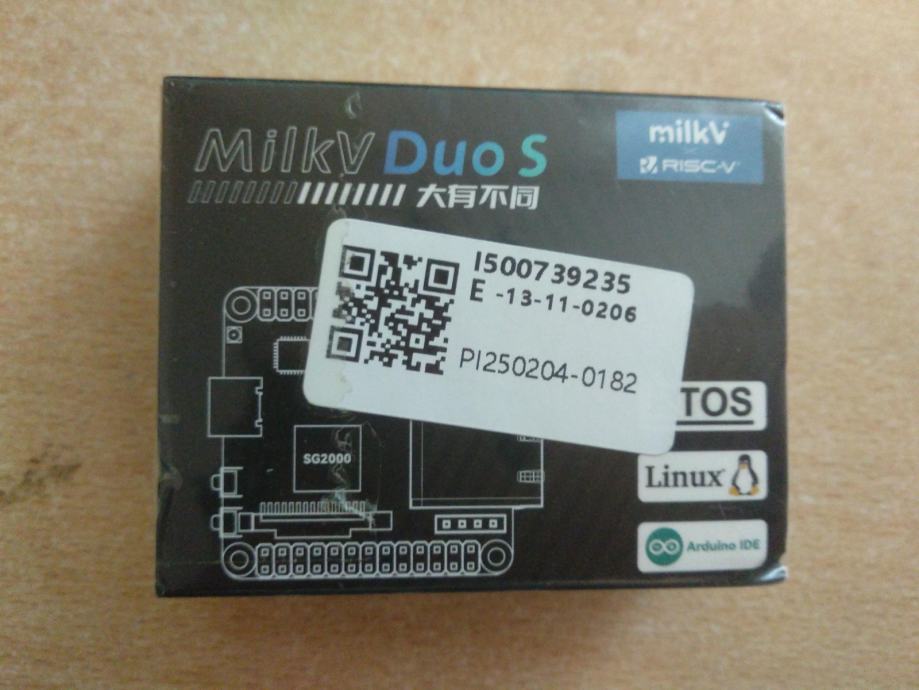 MilkV Duo S
大有不同
milkV
RISC-V
I500739235
E -13-11-0206
PI250204-0182
TOS
SG2000
Linux
Arduino IDE